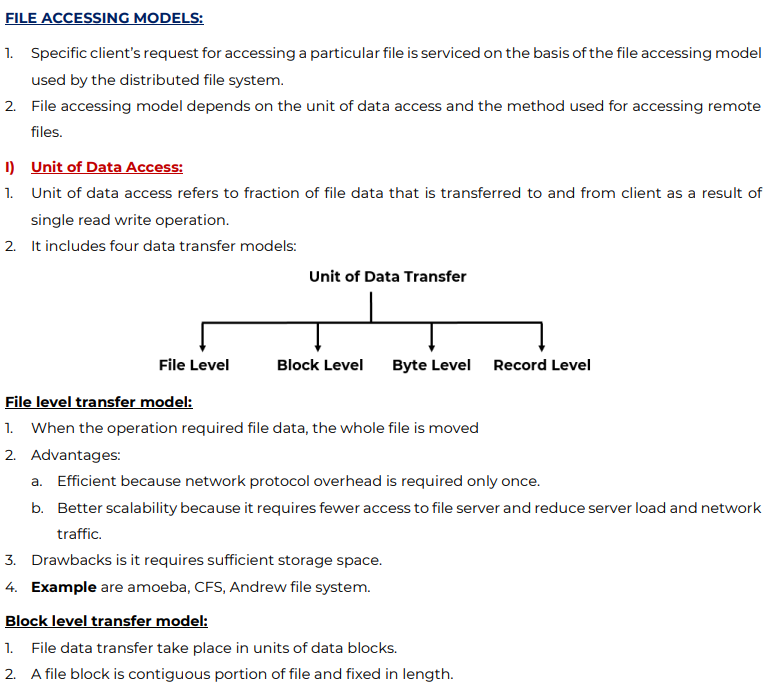 FILE ACCESSING MODELS:
1. Specific client's request for accessing a particular file is serviced on the basis of the file accessing model
used by the distributed file system.
2. File accessing model depends on the unit of data access and the method used for accessing remote
files.
I) Unit of Data Access:
1. Unit of data access refers to fraction of file data that is transferred to and from client as a result of
single read write operation.
2. It includes four data transfer models:
Unit of Data Transfer
File Level Block Level Byte Level Record Level
File level transfer model:
1. When the operation required file data, the whole file is moved
2. Advantages:
a. Efficient because network protocol overhead is required only once.
b. Better scalability because it requires fewer access to file server and reduce server load and network
traffic.
3. Drawbacks is it requires sufficient storage space.
4. Example are amoeba, CFS, Andrew file system.
Block level transfer model:
1. File data transfer take place in units of data blocks.
2. A file block is contiguous portion of file and fixed in length.